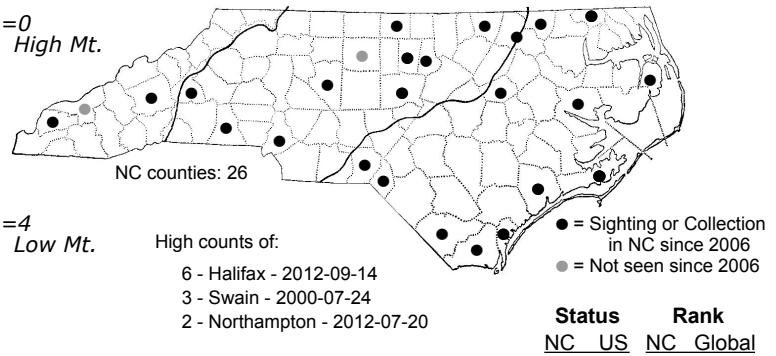 =0
High Mt.
NC counties: 26
=4
Low Mt.
High counts of:
6 - Halifax - 2012-09-14
3 - Swain - 2000-07-24
2 - Northampton - 2012-07-20
= Sighting or Collection
in NC since 2006
= Not seen since 2006
Status Rank
NC US NC Global